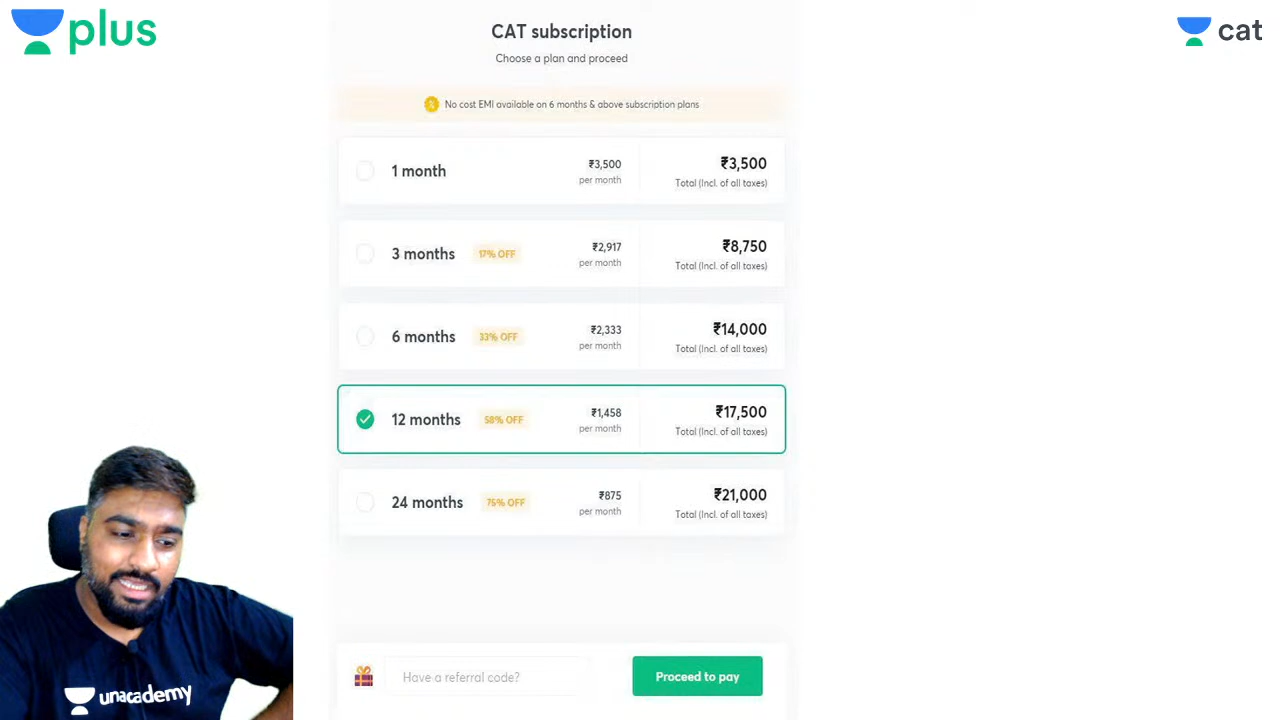 plus
cat
CAT subscription
Choose a plan and proceed
No cost EMI available on 6 months & above subscription plans
1 month
₹3,500
per month
₹3,500
Total (Incl. of all taxes)
3 months
17% OFF
₹2,917
per month
₹8,750
Total (Incl. of all taxes)
6 months
33% OFF
₹2,333
per month
₹14,000
Total (Incl. of all taxes)
12 months
58% OFF
₹1,458
per month
₹17,500
Total (Incl. of all taxes)
24 months
75% OFF
₹875
per month
₹21,000
Total (Incl. of all taxes)
Have a referral code?
Proceed to pay
unacademy